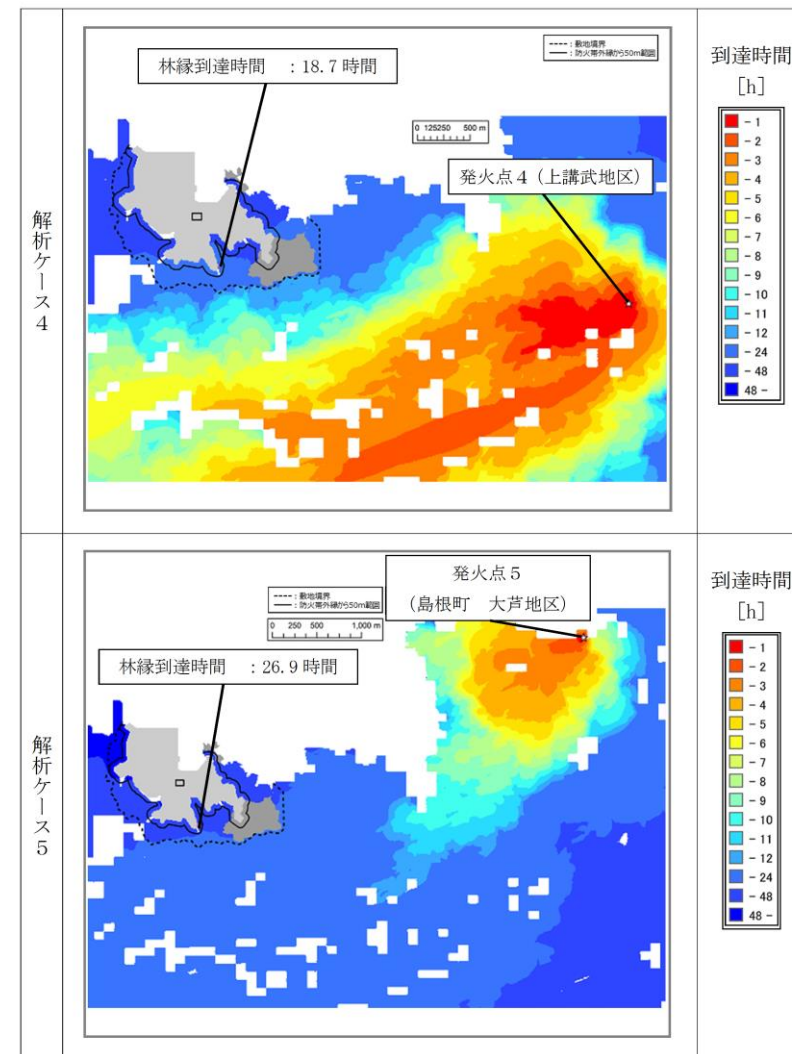 解析ケース4
----：敷地境界
──：防火帯外縁から50m範囲
林縁到達時間　：18.7 時間
0 125250　500 m
発火点4（上講武地区）
到達時間
[h]
- 1
- 2
- 3
- 4
- 5
- 6
- 7
- 8
- 9
- 10
- 11
- 12
- 24
- 48
48 -
解析ケース5
発火点5
（島根町　大芦地区）
----：敷地境界
──：防火帯外縁から50m範囲
0　250　500　1,000 m
林縁到達時間　：26.9 時間
到達時間
[h]
- 1
- 2
- 3
- 4
- 5
- 6
- 7
- 8
- 9
- 10
- 11
- 12
- 24
- 48
48 -